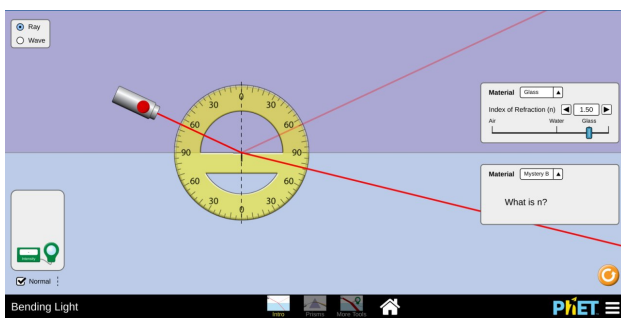 Ray
Wave
Material Glass
Index of Refraction (n) 1.50
Air Water Glass
Material Mystery B
What is n?
0
30 30
60 60
90 90
60 60
30 30
0
Normal
Bending Light
Intro Prisms More Tools
PhET